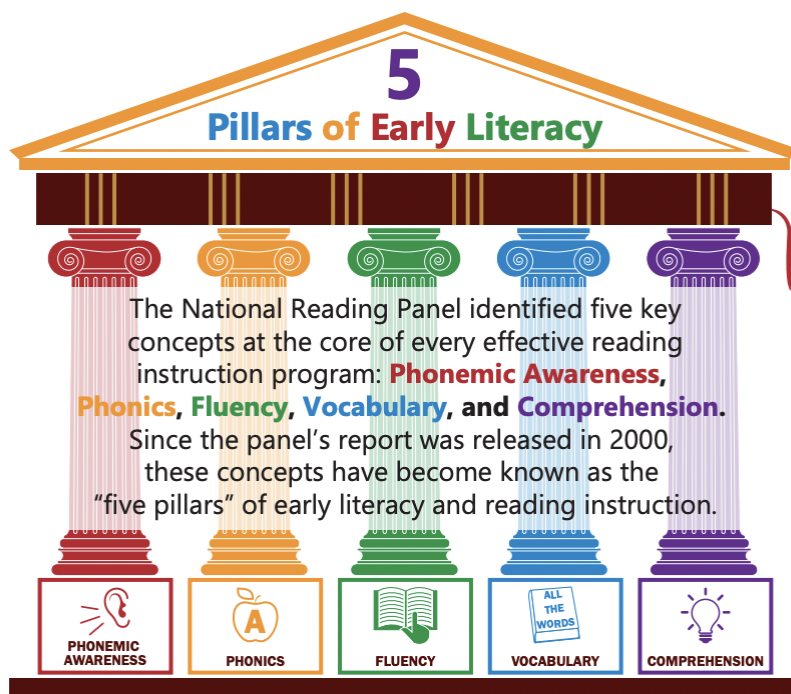 5
Pillars of Early Literacy
The National Reading Panel identified five key
concepts at the core of every effective reading
instruction program: Phonemic Awareness,
Phonics, Fluency, Vocabulary, and Comprehension.
Since the panel’s report was released in 2000,
these concepts have become known as the
“five pillars” of early literacy and reading instruction.
PHONEMIC
AWARENESS
A
PHONICS
FLUENCY
ALL
THE
WORDS
VOCABULARY
COMPREHENSION